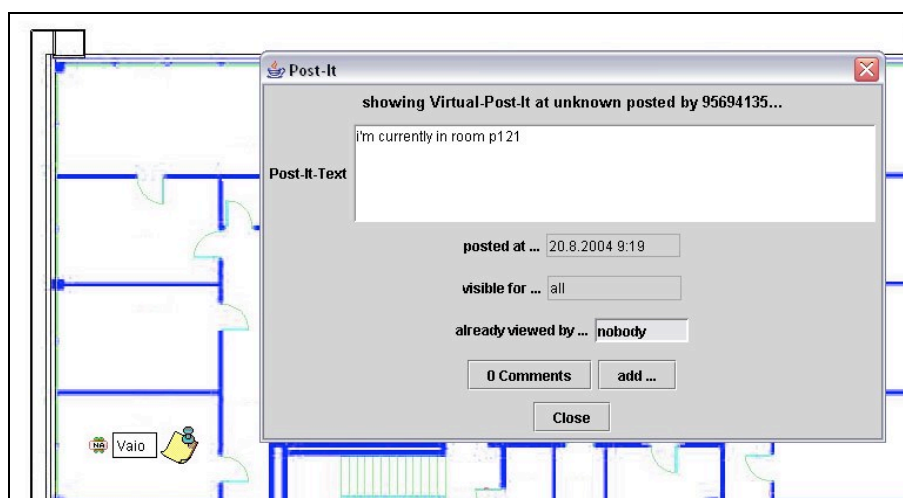 Post-It
showing Virtual-Post-It at unknown posted by 95694135...
i'm currently in room p121
Post-It-Text
posted at ... 20.8.2004 9:19
visible for ... all
already viewed by ... nobody
0 Comments add ...
Close
NA Vaio